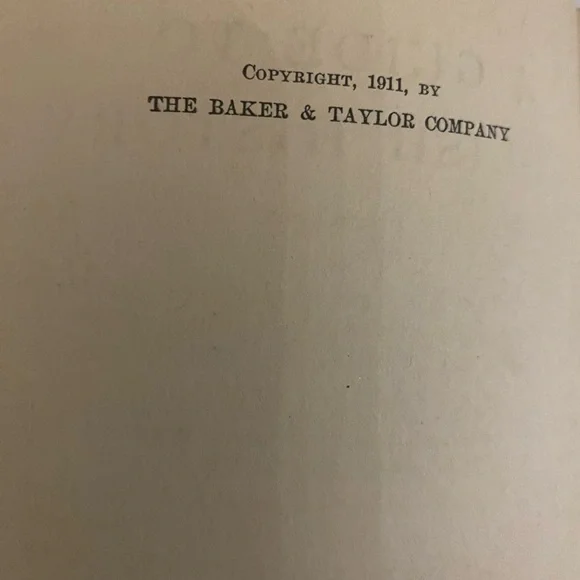 COPYRIGHT, 1911, BY
THE BAKER & TAYLOR COMPANY